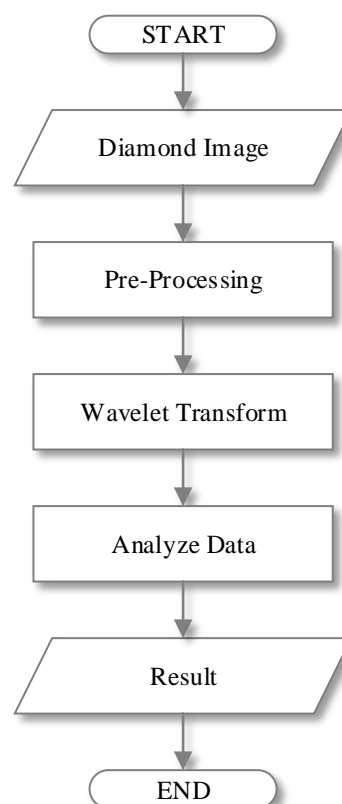 START
Diamond Image
Pre-Processing
Wavelet Transform
Analyze Data
Result
END